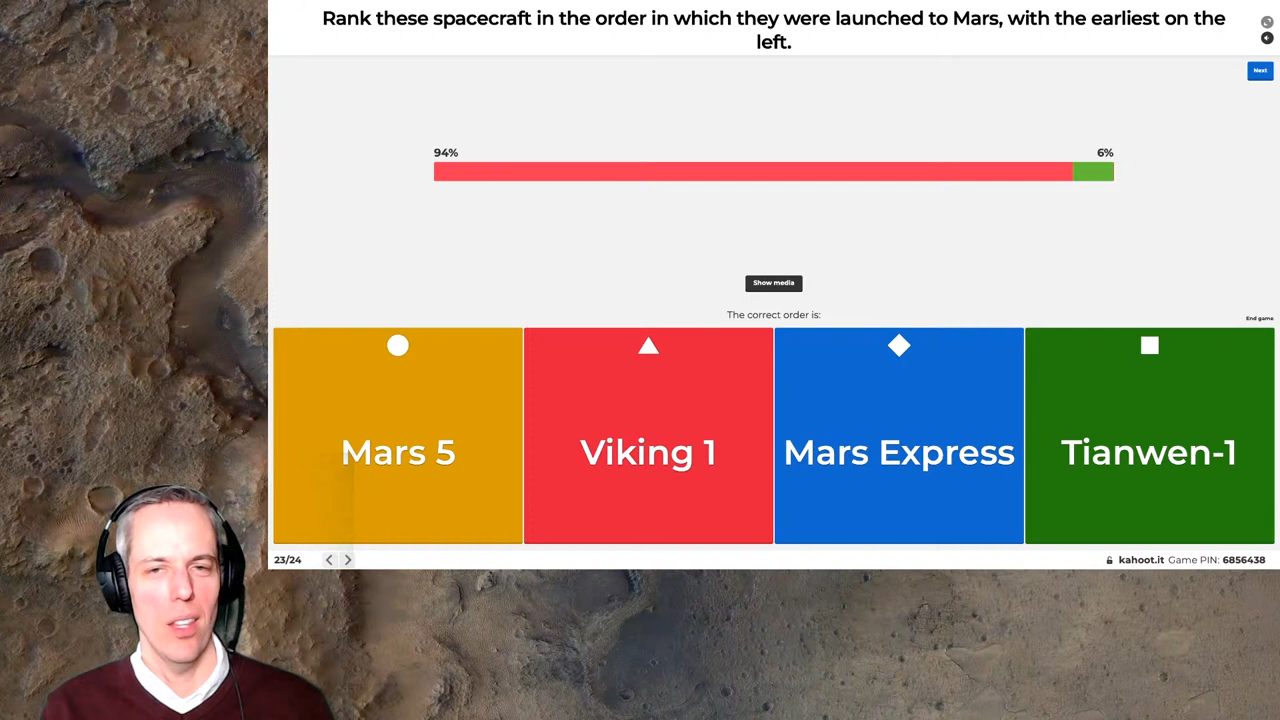 Rank these spacecraft in the order in which they were launched to Mars, with the earliest on the
left.
Next
94%
6%
Show media
The correct order is:
End game
Mars 5
Viking 1
Mars Express
Tianwen-1
23/24
kahoot.it Game PIN: 6856438